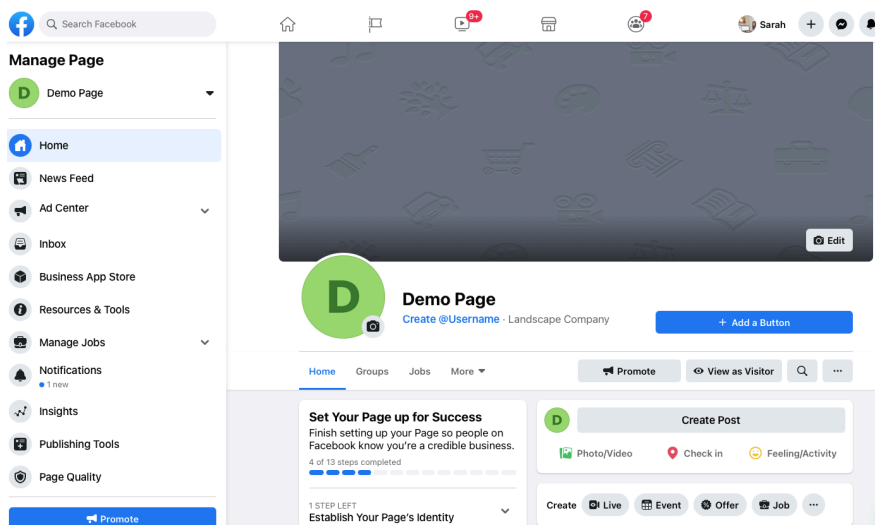 Search Facebook
9+
7
Sarah
Manage Page
D
Demo Page
Home
News Feed
Ad Center
Inbox
Business App Store
Resources & Tools
Manage Jobs
Notifications
1 new
Insights
Publishing Tools
Page Quality
Promote
Edit
D
Demo Page
Create @Username · Landscape Company
+ Add a Button
Home Groups Jobs More
Promote View as Visitor ...
Set Your Page up for Success
Finish setting up your Page so people on
Facebook know you're a credible business.
4 of 13 steps completed
1 STEP LEFT
Establish Your Page's Identity
D
Create Post
Photo/Video Check in Feeling/Activity
Create Live Event Offer Job ...